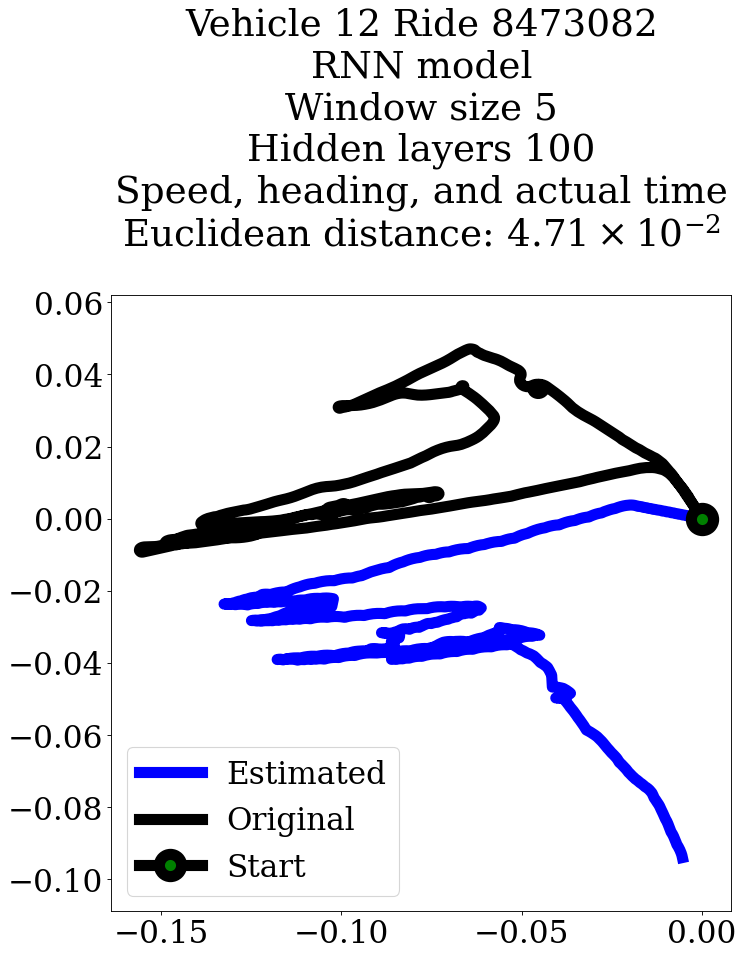 Vehicle 12 Ride 8473082
RNN model
Window size 5
Hidden layers 100
Speed, heading, and actual time
Euclidean distance: 4.71 × 10⁻²
0.06
0.04
0.02
0.00
−0.02
−0.04
−0.06
−0.08
−0.10
Estimated
Original
Start
−0.15
−0.10
−0.05
0.00